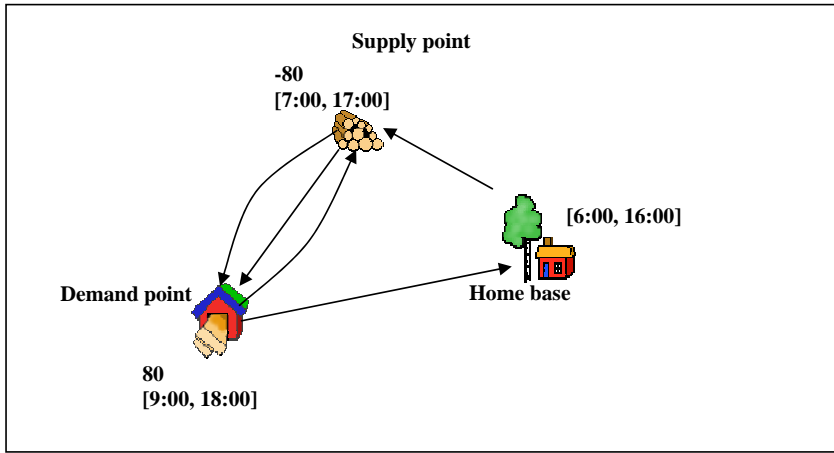 Supply point
-80
[7:00, 17:00]
[6:00, 16:00]
Demand point
Home base
80
[9:00, 18:00]